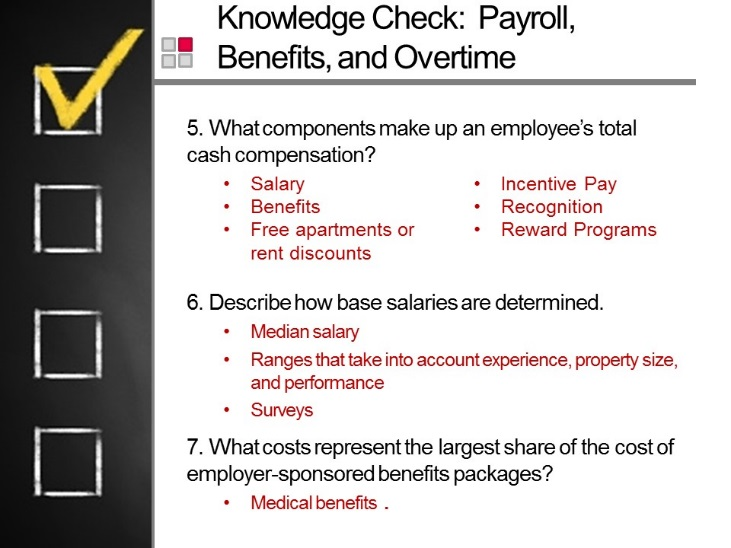 Knowledge Check: Payroll,
Benefits, and Overtime
5. What components make up an employee's total
cash compensation?
• Salary
• Benefits
• Free apartments or
rent discounts
• Incentive Pay
• Recognition
• Reward Programs
6. Describe how base salaries are determined.
• Median salary
• Ranges that take into account experience, property size,
and performance
• Surveys
7. What costs represent the largest share of the cost of
employer-sponsored benefits packages?
• Medical benefits .